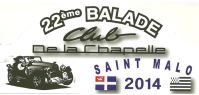 22ème BALADE
Club
De la Chapelle
SAINT MALO
2014